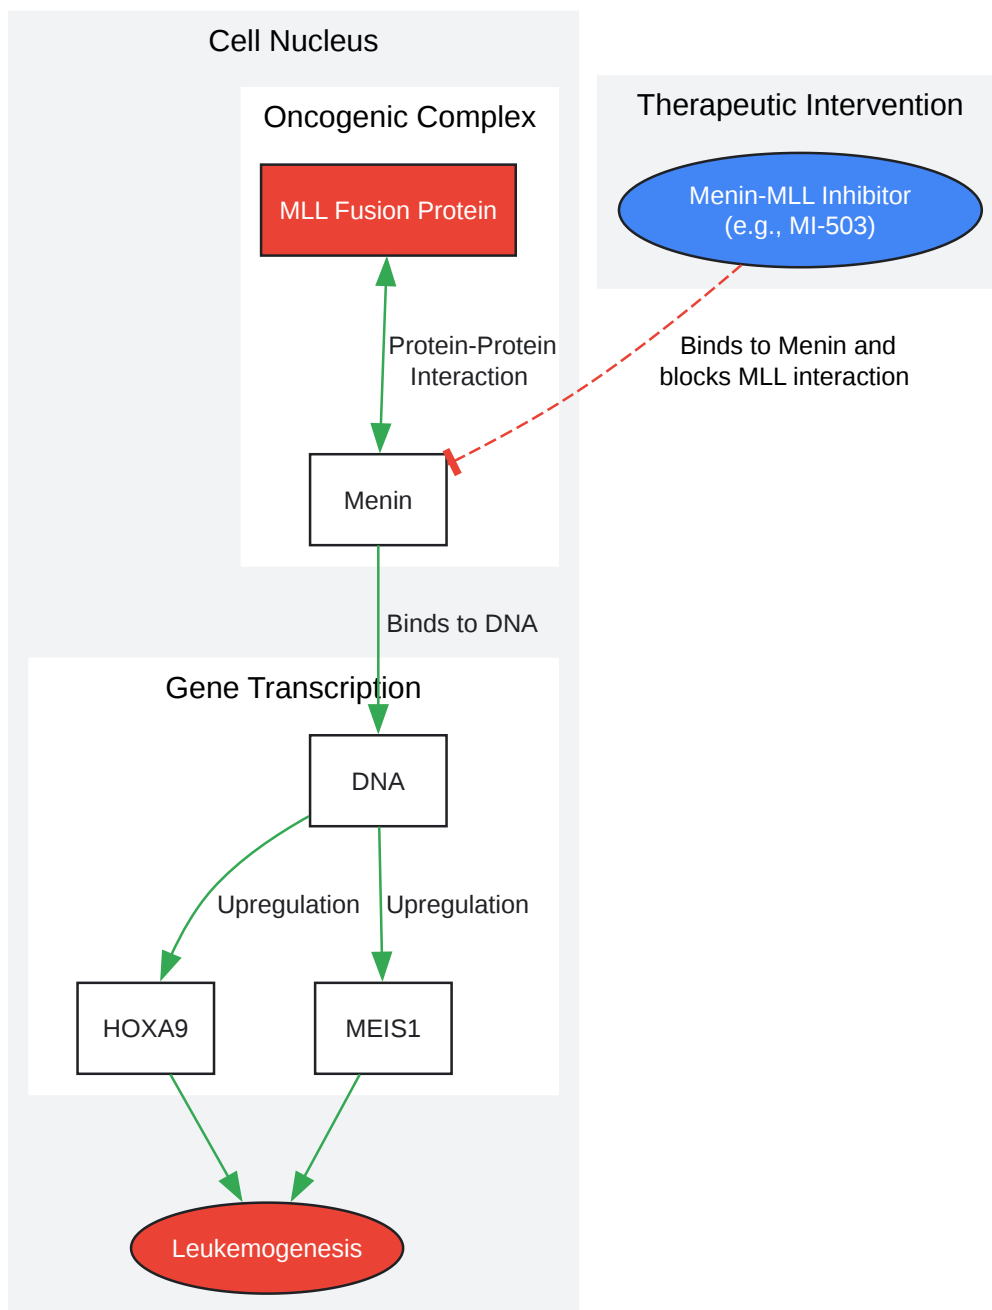 Cell Nucleus
Oncogenic Complex
MLL Fusion Protein
Therapeutic Intervention
Menin-MLL Inhibitor
(e.g., MI-503)
Protein-Protein
Interaction
Binds to Menin and
blocks MLL interaction
Menin
Binds to DNA
Gene Transcription
DNA
Upregulation
Upregulation
HOXA9
MEIS1
Leukemogenesis